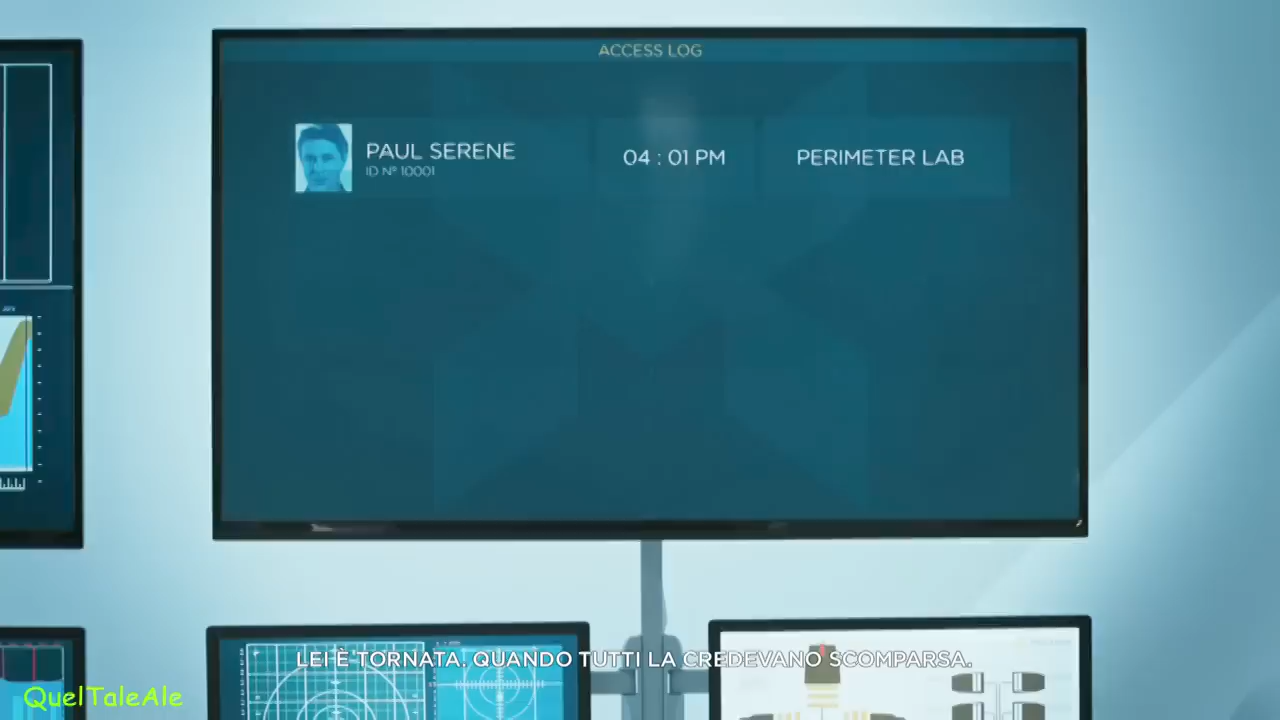 ACCESS LOG
PAUL SERENE
ID Nº 10001
04 : 01 PM
PERIMETER LAB
LEI È TORNATA. QUANDO TUTTI LA CREDEVANO SCOMPARSA.
QuelTaleAle